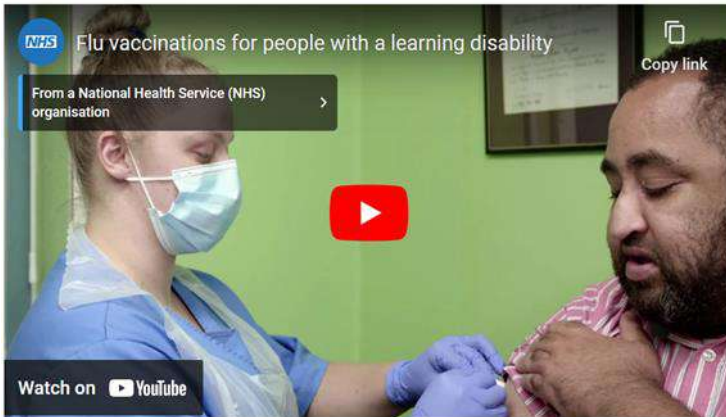 NHS
Flu vaccinations for people with a learning disability
Copy link
From a National Health Service (NHS)
organisation
Watch on YouTube